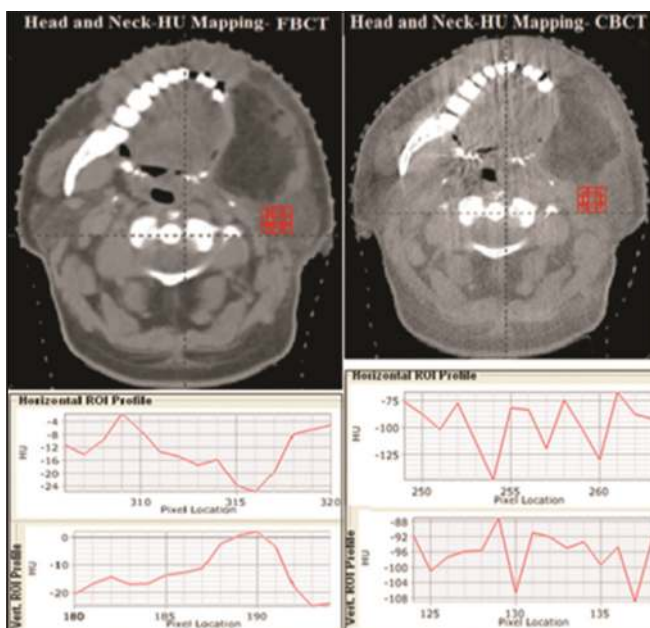 Head and Neck-HU Mapping- FBCT
Head and Neck-HU Mapping- CBCT
Horizontal ROI Profile
HU
-4
-8
-12
-16
-20
-24
310
315
320
Pixel Location
Vert. ROI Profile
HU
0
-10
-20
180
185
190
Pixel Location
Horizontal ROI Profile
HU
-75
-100
-125
250
255
260
Pixel Location
Vert. ROI Profile
HU
-88
-92
-96
-100
-104
-108
125
130
135
Pixel Location